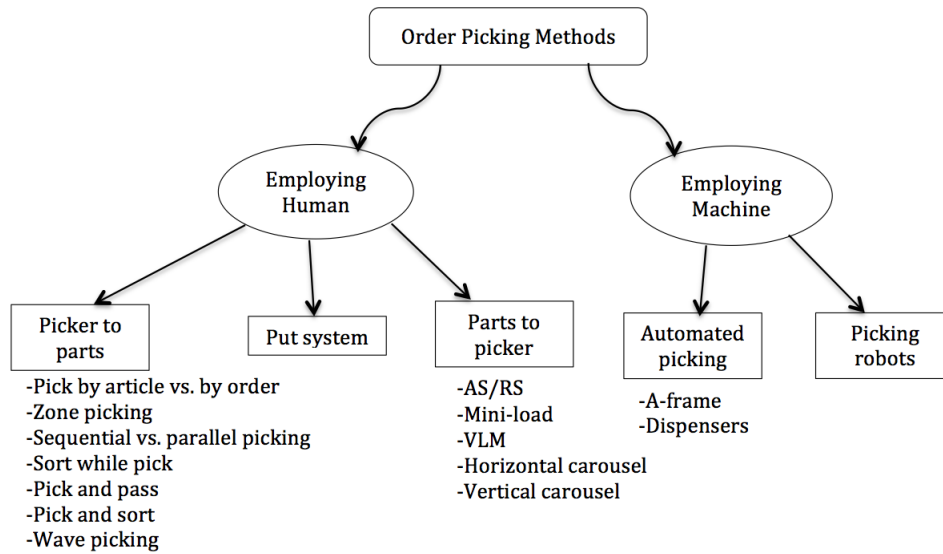 Order Picking Methods
Employing
Human
Employing
Machine
Picker to
parts
Put system
Parts to
picker
Automated
picking
Picking
robots
-Pick by article vs. by order
-Zone picking
-Sequential vs. parallel picking
-Sort while pick
-Pick and pass
-Pick and sort
-Wave picking
-AS/RS
-Mini-load
-VLM
-Horizontal carousel
-Vertical carousel
-A-frame
-Dispensers